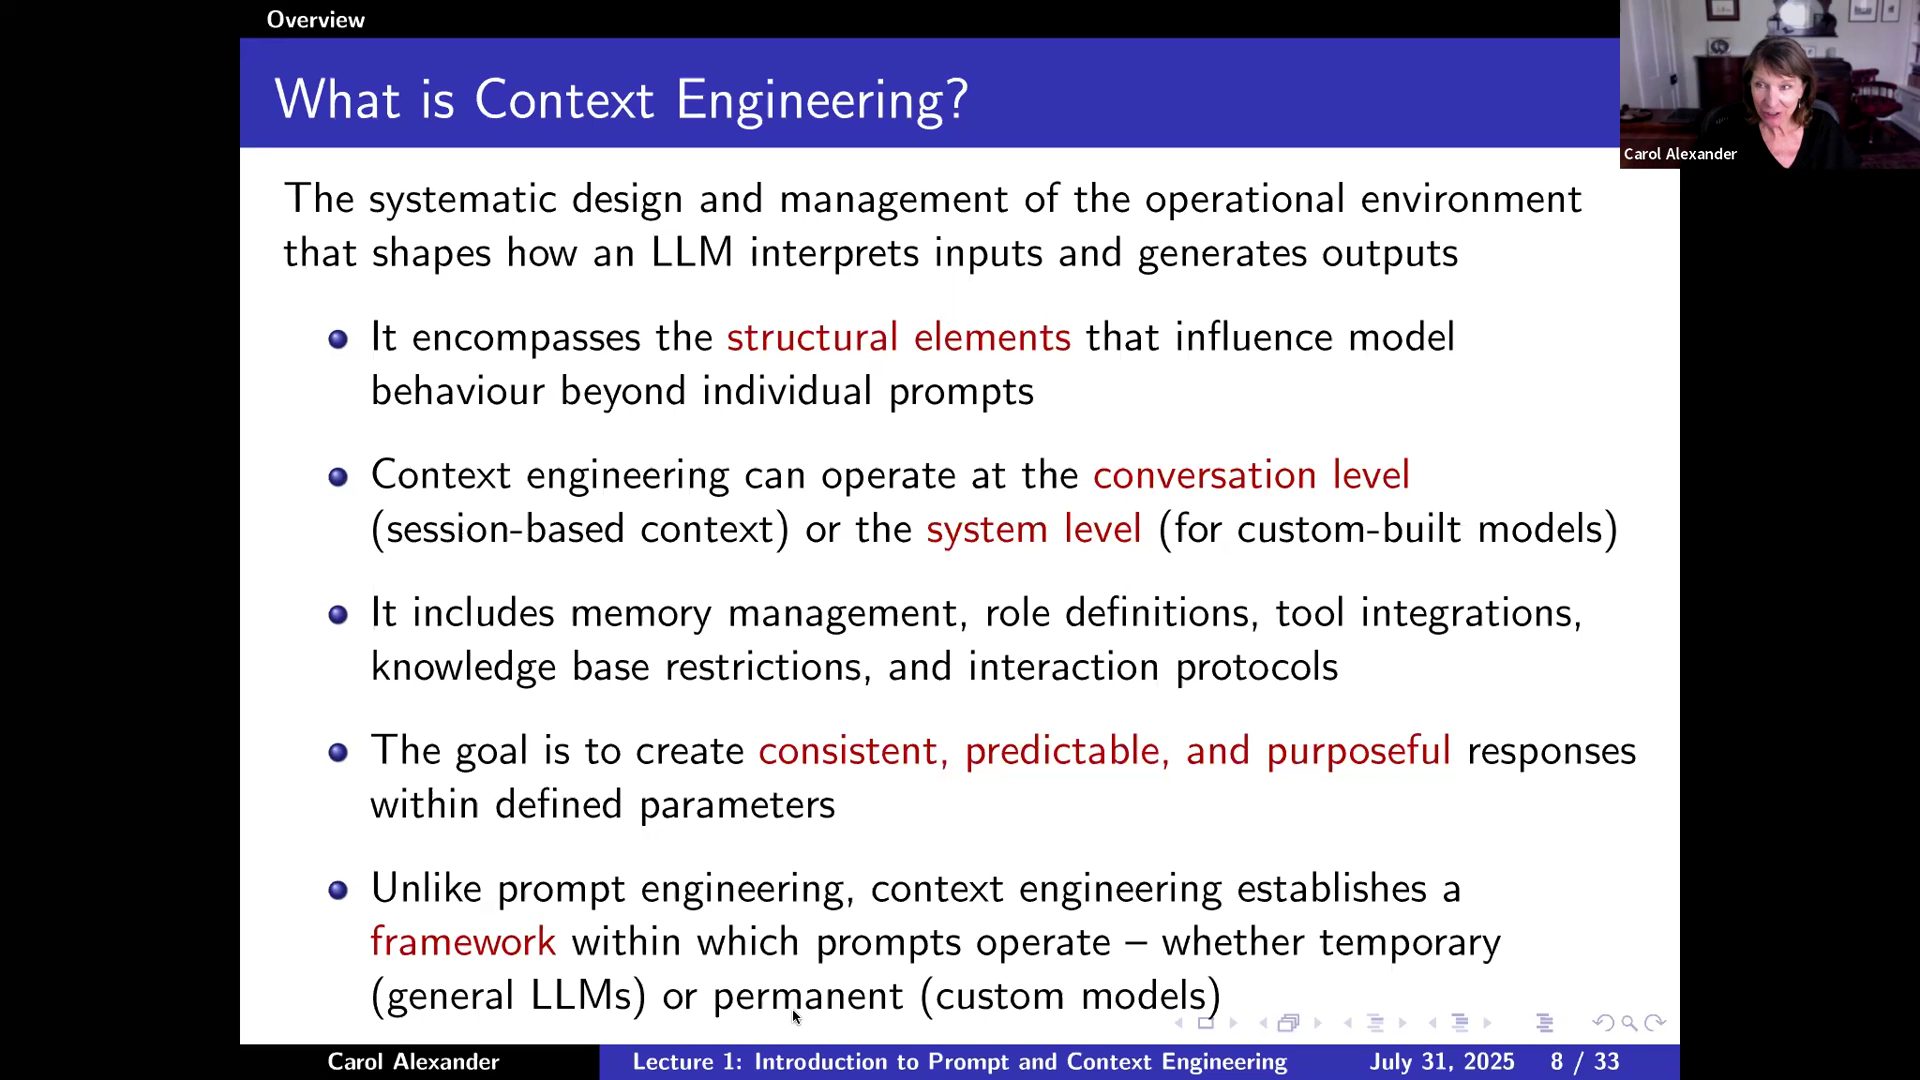 Overview
What is Context Engineering?
Carol Alexander
The systematic design and management of the operational environment
that shapes how an LLM interprets inputs and generates outputs
It encompasses the structural elements that influence model
behaviour beyond individual prompts
Context engineering can operate at the conversation level
(session-based context) or the system level (for custom-built models)
It includes memory management, role definitions, tool integrations,
knowledge base restrictions, and interaction protocols
The goal is to create consistent, predictable, and purposeful responses
within defined parameters
Unlike prompt engineering, context engineering establishes a
framework within which prompts operate – whether temporary
(general LLMs) or permanent (custom models)
Carol Alexander Lecture 1: Introduction to Prompt and Context Engineering July 31, 2025 8 / 33